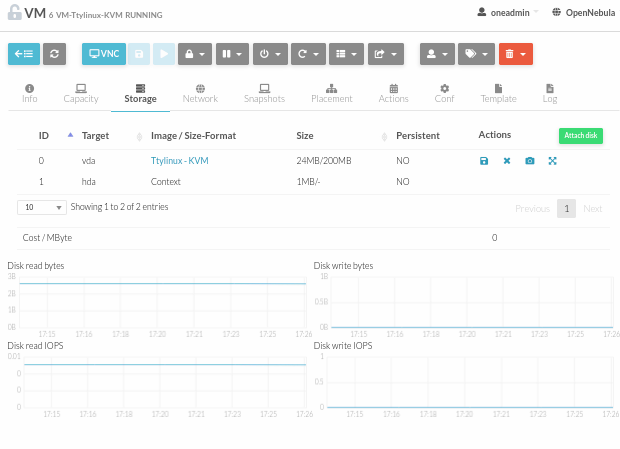 VM 6 VM-Ttylinux-KVM RUNNING
oneadmin
OpenNebula
VNC
Info
Capacity
Storage
Network
Snapshots
Placement
Actions
Conf
Template
Log
ID Target Image / Size-Format Size Persistent Actions Attach disk
0 vda Ttylinux - KVM 24MB/200MB NO
1 hda Context 1MB/- NO
10 Showing 1 to 2 of 2 entries Previous 1 Next
Cost / MByte 0
Disk read bytes
3B
2B
1B
0B
17:15 17:16 17:18 17:20 17:21 17:23 17:25 17:26
Disk write bytes
1B
0.5B
0B
17:15 17:16 17:18 17:20 17:21 17:23 17:25 17:26
Disk read IOPS
0.01
0
0
0
17:15 17:16 17:18 17:20 17:21 17:23 17:25 17:26
Disk write IOPS
1
0.5
0
17:15 17:16 17:18 17:20 17:21 17:23 17:25 17:26